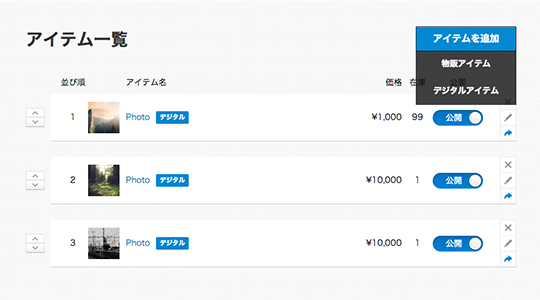 アイテム一覧
アイテムを追加
物販アイテム
デジタルアイテム
並び順 アイテム名 価格 在庫 公開
1 Photo デジタル ¥1,000 99 公開
2 Photo デジタル ¥10,000 1 公開
3 Photo デジタル ¥10,000 1 公開